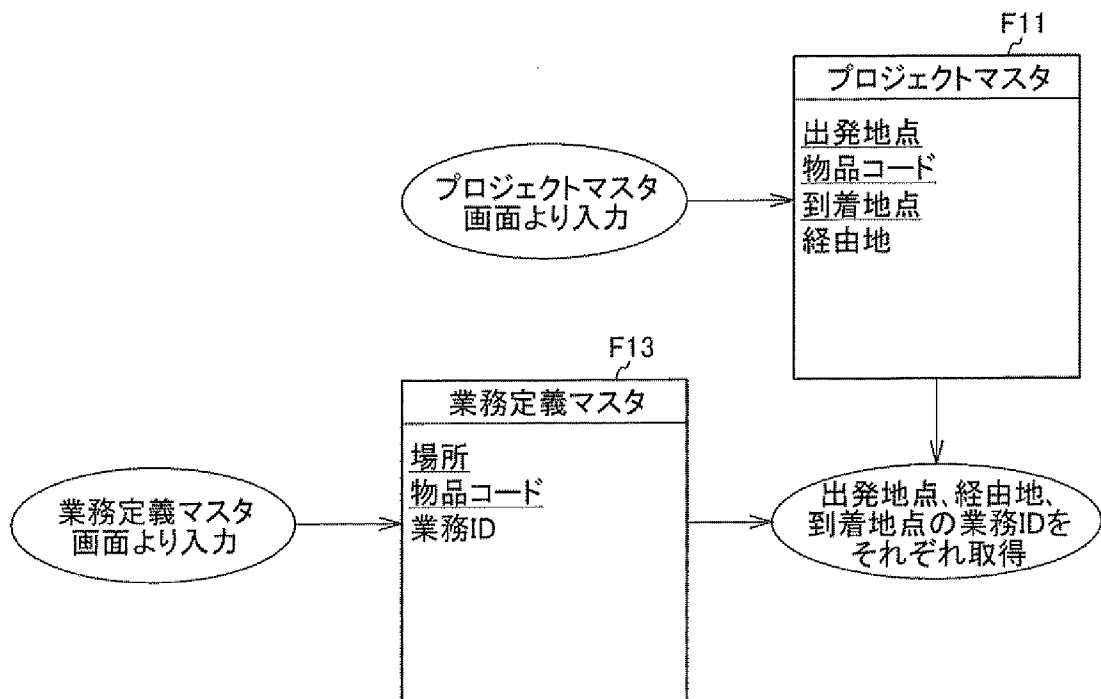 F11
プロジェクトマスタ
出発地点
物品コード
到着地点
経由地
プロジェクトマスタ
画面より入力
F13
業務定義マスタ
場所
物品コード
業務ID
業務定義マスタ
画面より入力
出発地点、経由地、
到着地点の業務IDを
それぞれ取得